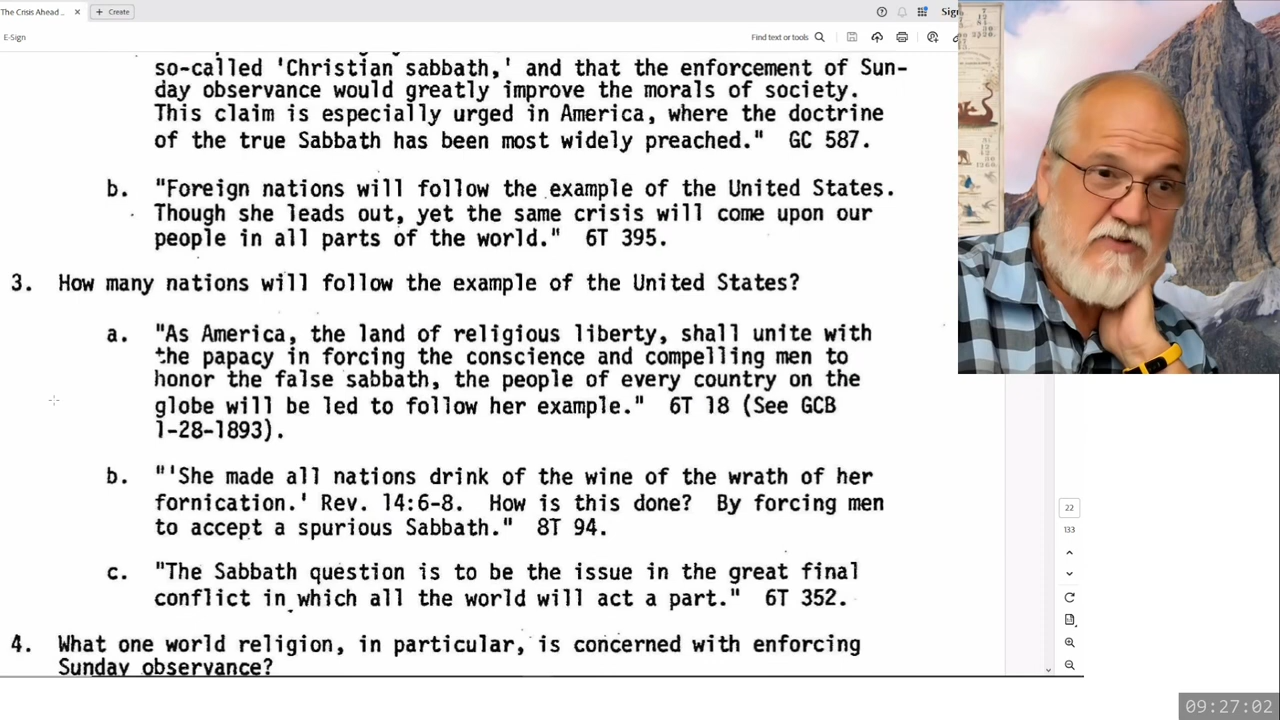 The Crisis Ahead ..
Create
Sign
E-Sign
Find text or tools
so-called 'Christian sabbath,' and that the enforcement of Sun-
day observance would greatly improve the morals of society.
This claim is especially urged in America, where the doctrine
of the true Sabbath has been most widely preached." GC 587.
b. "Foreign nations will follow the example of the United States.
Though she leads out, yet the same crisis will come upon our
people in all parts of the world." 6T 395.
3. How many nations will follow the example of the United States?
a. "As America, the land of religious liberty, shall unite with
the papacy in forcing the conscience and compelling men to
honor the false sabbath, the people of every country on the
globe will be led to follow her example." 6T 18 (See GCB
1-28-1893).
b. "'She made all nations drink of the wine of the wrath of her
fornication.' Rev. 14:6-8. How is this done? By forcing men
to accept a spurious Sabbath." 8T 94.
c. "The Sabbath question is to be the issue in the great final
conflict in which all the world will act a part." 6T 352.
4. What one world religion, in particular, is concerned with enforcing
Sunday observance?
22
133
09:27:02